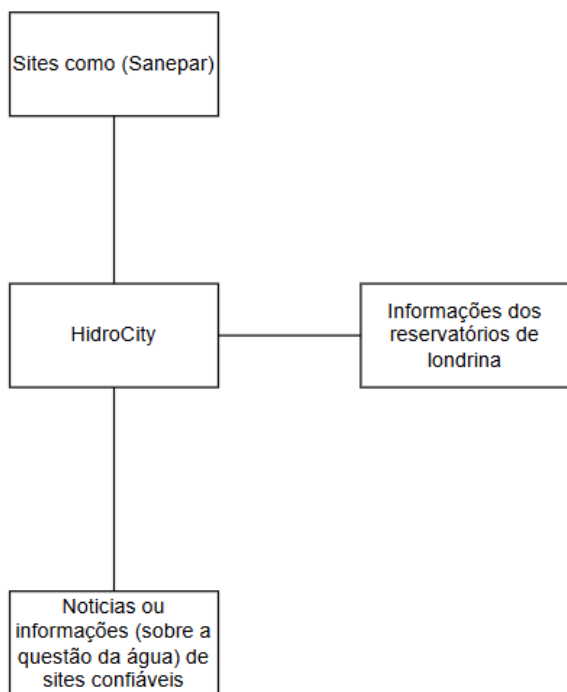 Sites como (Sanepar)
HidroCity
Informações dos
reservatórios de
londrina
Noticias ou
informações (sobre a
questão da água) de
sites confiáveis